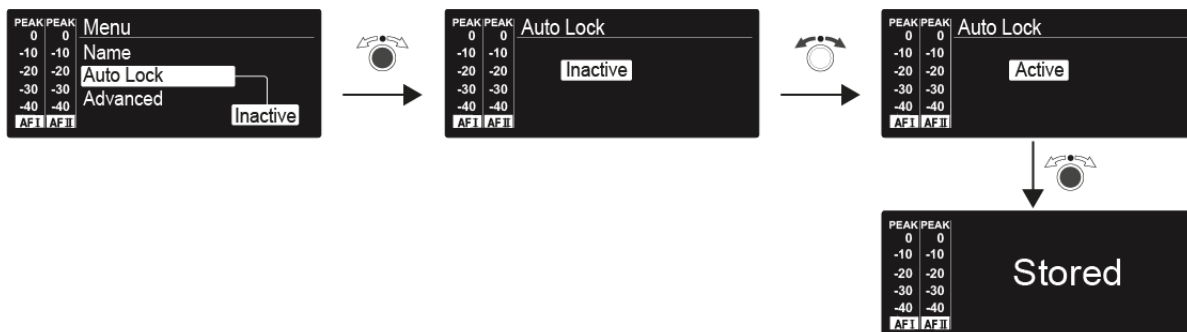 PEAK PEAK Menu
0 0
-10 -10 Name
-20 -20 Auto Lock
-30 -30 Advanced
-40 -40 Inactive
AF I AF II
PEAK PEAK Auto Lock
0 0
-10 -10
-20 -20 Inactive
-30 -30
-40 -40
AF I AF II
PEAK PEAK Auto Lock
0 0
-10 -10
-20 -20 Active
-30 -30
-40 -40
AF I AF II
PEAK PEAK
0 0
-10 -10
-20 -20 Stored
-30 -30
-40 -40
AF I AF II